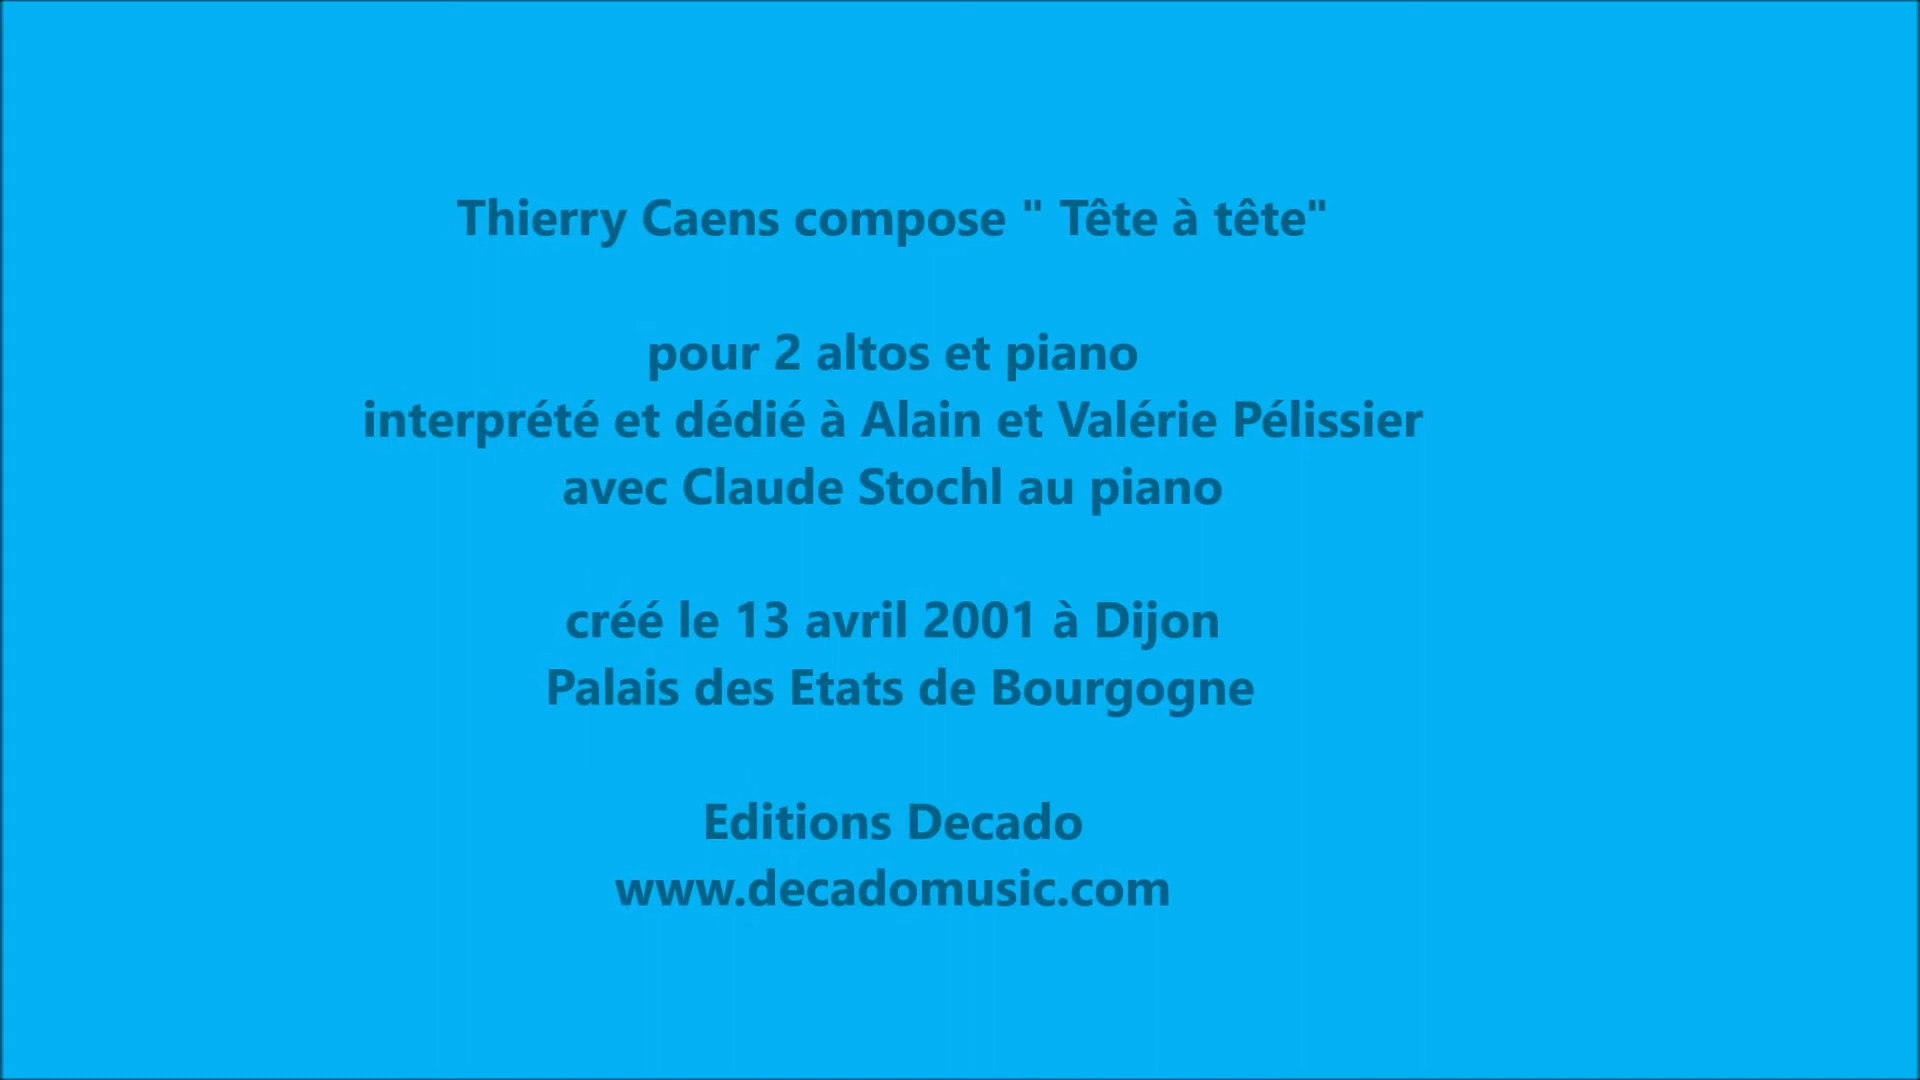 Thierry Caens compose " Tête à tête"
pour 2 altos et piano
interprété et dédié à Alain et Valérie Pélissier
avec Claude Stochl au piano
créé le 13 avril 2001 à Dijon
Palais des Etats de Bourgogne
Editions Decado
www.decadomusic.com